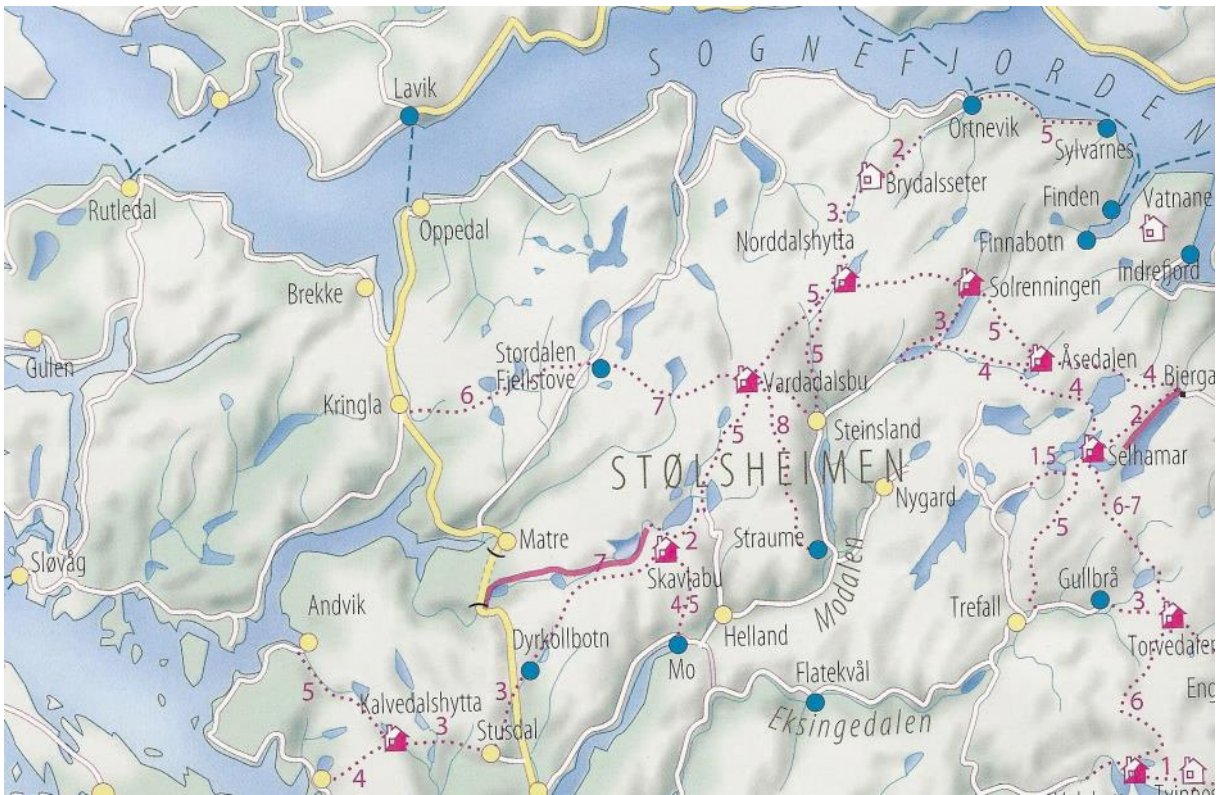 SOGNEFJORDEN
Lavik
Ortnevik
5
Sylvarnes
2
Brydalsseter
Rutledal
Oppedal
Finden
Vatnane
3
Norddalshytta
Finnabotn
Indrefjord
Brekke
5
Solrenningen
3
5
5
Gulen
Stordalen
Fjellstove
Vardadalsbu
Åsedalen
4
4
4
Bjerga
6
7
Kringla
5
8
Steinsland
2
1.5
Selhamar
STØLSHEIMEN
Nygard
6-7
5
Matre
2
Straume
7
Skavlabu
Sløvåg
Modalen
Gullbrå
Andvik
4-5
Trefall
3
Helland
Torvedalen
Dyrkollbotn
Mo
Flatekvål
5
3
Kalvedalshytta
3
Stusdal
Eksingedalen
6
4
1